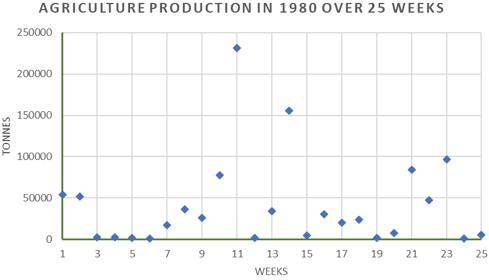 AGRICULTURE PRODUCTION IN 1980 OVER 25 WEEKS
250000
200000
150000
100000
50000
0
TONNES
1 3 5 7 9 11 13 15 17 19 21 23 25
WEEKS